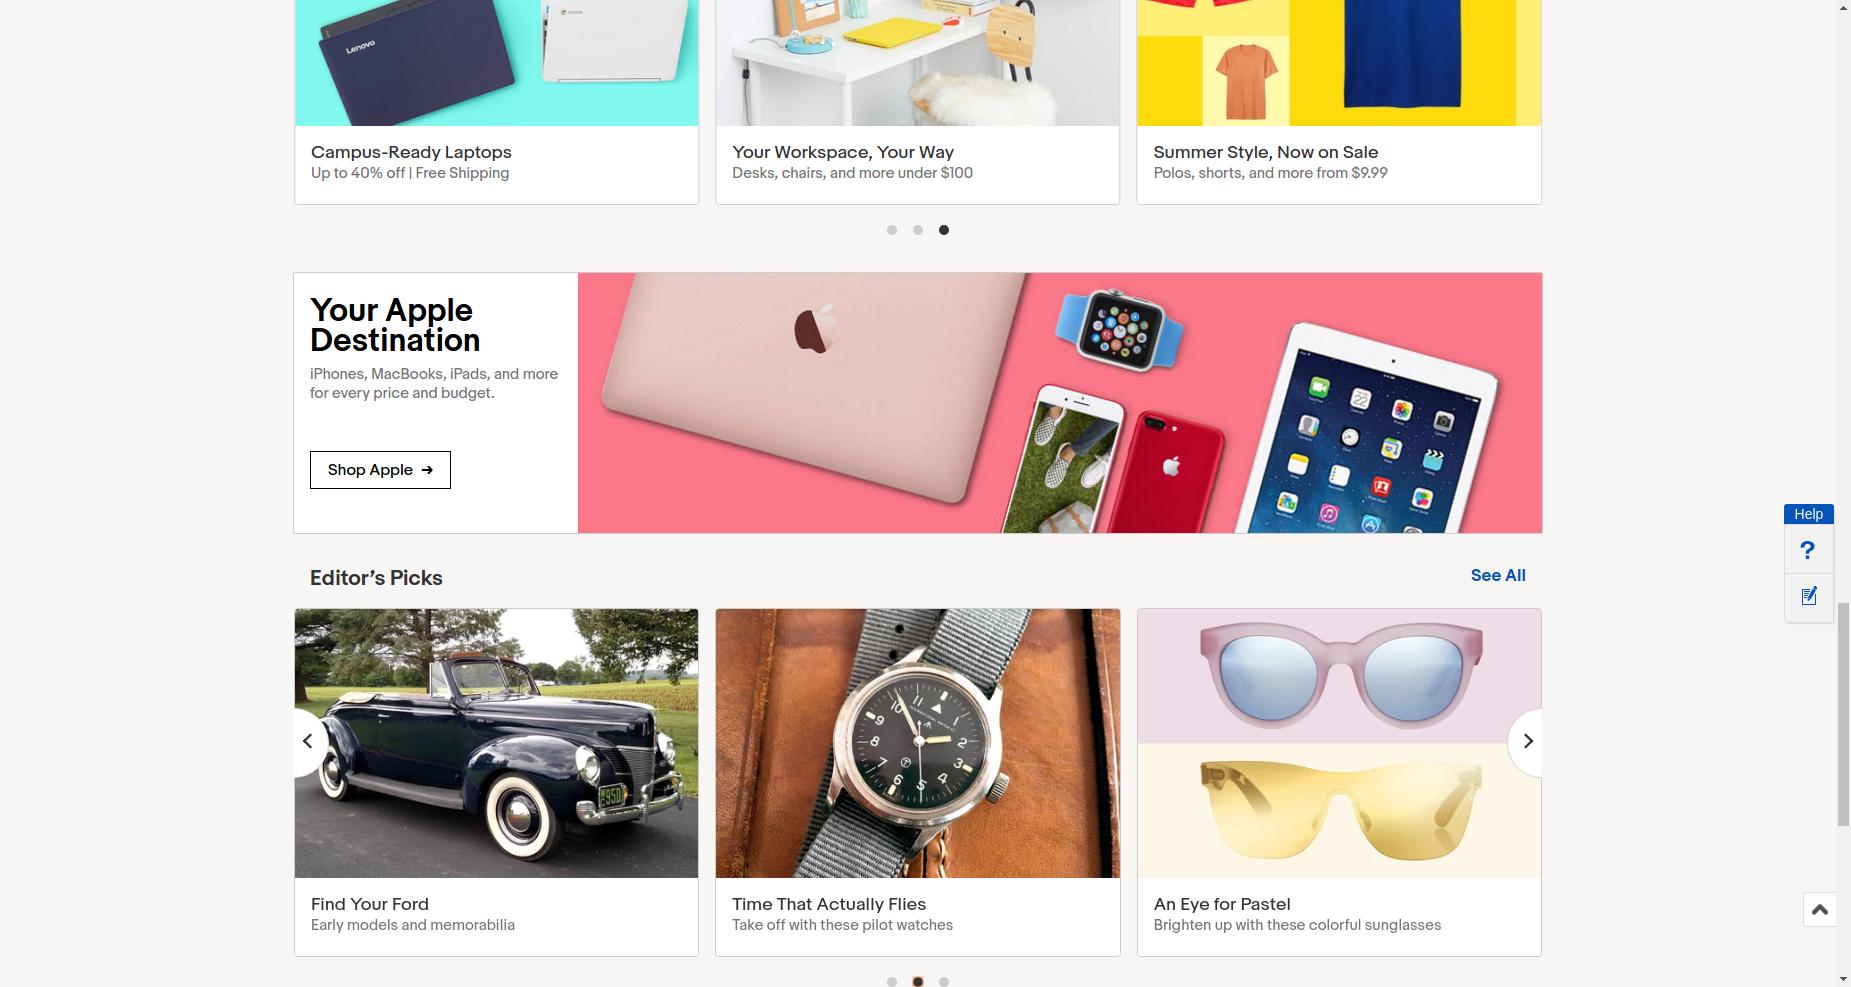 Lenovo
chrome
Campus-Ready Laptops
Up to 40% off | Free Shipping
Your Workspace, Your Way
Desks, chairs, and more under $100
Summer Style, Now on Sale
Polos, shorts, and more from $9.99
Your Apple
Destination
iPhones, MacBooks, iPads, and more
for every price and budget.
Shop Apple →
Help
?
Editor’s Picks
See All
Find Your Ford
Early models and memorabilia
Time That Actually Flies
Take off with these pilot watches
An Eye for Pastel
Brighten up with these colorful sunglasses